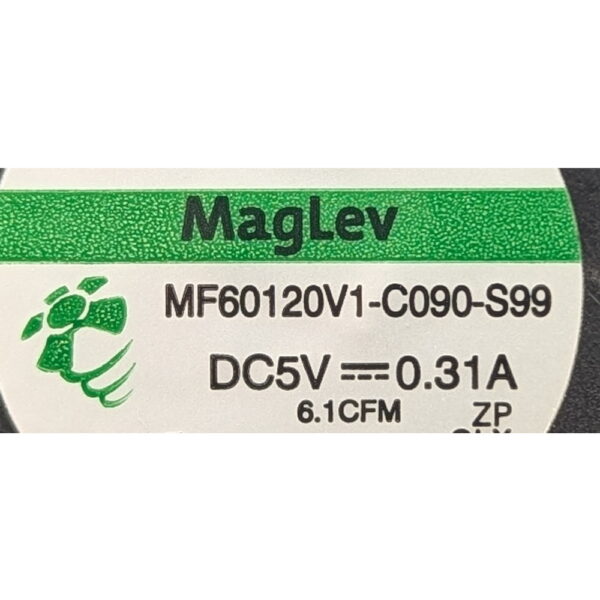 MagLev
MF60120V1-C090-S99
DC5V⎓0.31A
6.1CFM
ZP